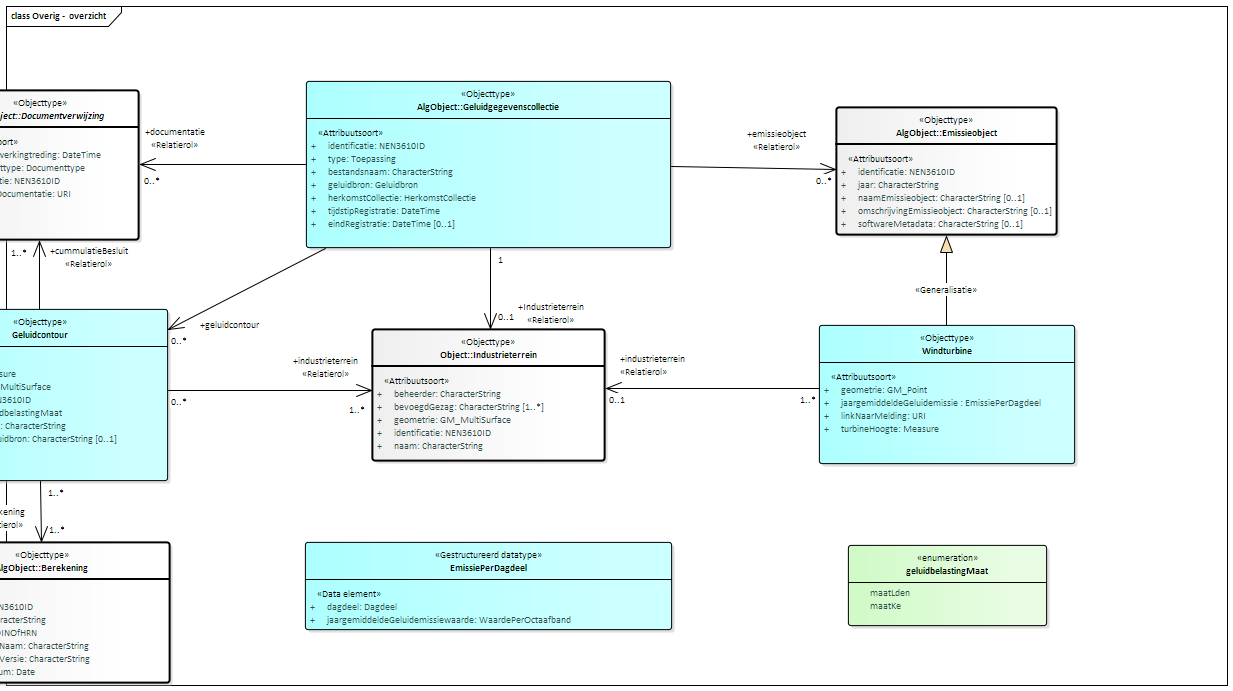 class Overig - overzicht
«Objecttype»
ject::Documentverwijzing
oort»
verkingtreding: DateTime
ttype: Documenttype
tie: NEN3610ID
Documentatie: URI
+documentatie
«Relatierol»
0..*
«Objecttype»
AlgObject::Geluidgegevenscollectie
«Attribuutsoort»
+ identificatie: NEN3610ID
+ type: Toepassing
+ bestandsnaam: CharacterString
+ geluidbron: Geluidbron
+ herkomstCollectie: HerkomstCollectie
+ tijdstipRegistratie: DateTime
+ eindRegistratie: DateTime [0..1]
+emissieobject
«Relatierol»
0..*
«Objecttype»
AlgObject::Emissieobject
«Attribuutsoort»
+ identificatie: NEN3610ID
+ jaar: CharacterString
+ naamEmissieobject: CharacterString [0..1]
+ omschrijvingEmissieobject: CharacterString [0..1]
+ softwareMetadata: CharacterString [0..1]
1..*
+cummulatieBesluit
«Relatierol»
1
+Industrieterrein
«Relatierol»
0..1
«Generalisatie»
+geluidcontour
0..*
«Objecttype»
Geluidcontour
sure
MultiSurface
N3610ID
dbelastingMaat
: CharacterString
uidbron: CharacterString [0..1]
+industrieterrein
«Relatierol»
0..*
1..*
«Objecttype»
Object::Industrieterrein
«Attribuutsoort»
+ beheerder: CharacterString
+ bevoegdGezag: CharacterString [1..*]
+ geometrie: GM_MultiSurface
+ identificatie: NEN3610ID
+ naam: CharacterString
+industrieterrein
«Relatierol»
0..1
1..*
«Objecttype»
Windturbine
«Attribuutsoort»
+ geometrie: GM_Point
+ jaargemiddeldeGeluidemissie : EmissiePerDagdeel
+ linkNaarMelding: URI
+ turbineHoogte: Measure
1..*
kening
tierol»
1..*
«Objecttype»
lgObject::Berekening
N3610ID
racterString
OINOfHRN
Naam: CharacterString
Versie: CharacterString
um: Date
«Gestructureerd datatype»
EmissiePerDagdeel
«Data element»
+ dagdeel: Dagdeel
+ jaargemiddeldeGeluidemissiewaarde: WaardePerOctaafband
«enumeration»
geluidbelastingMaat
maatLden
maatKe